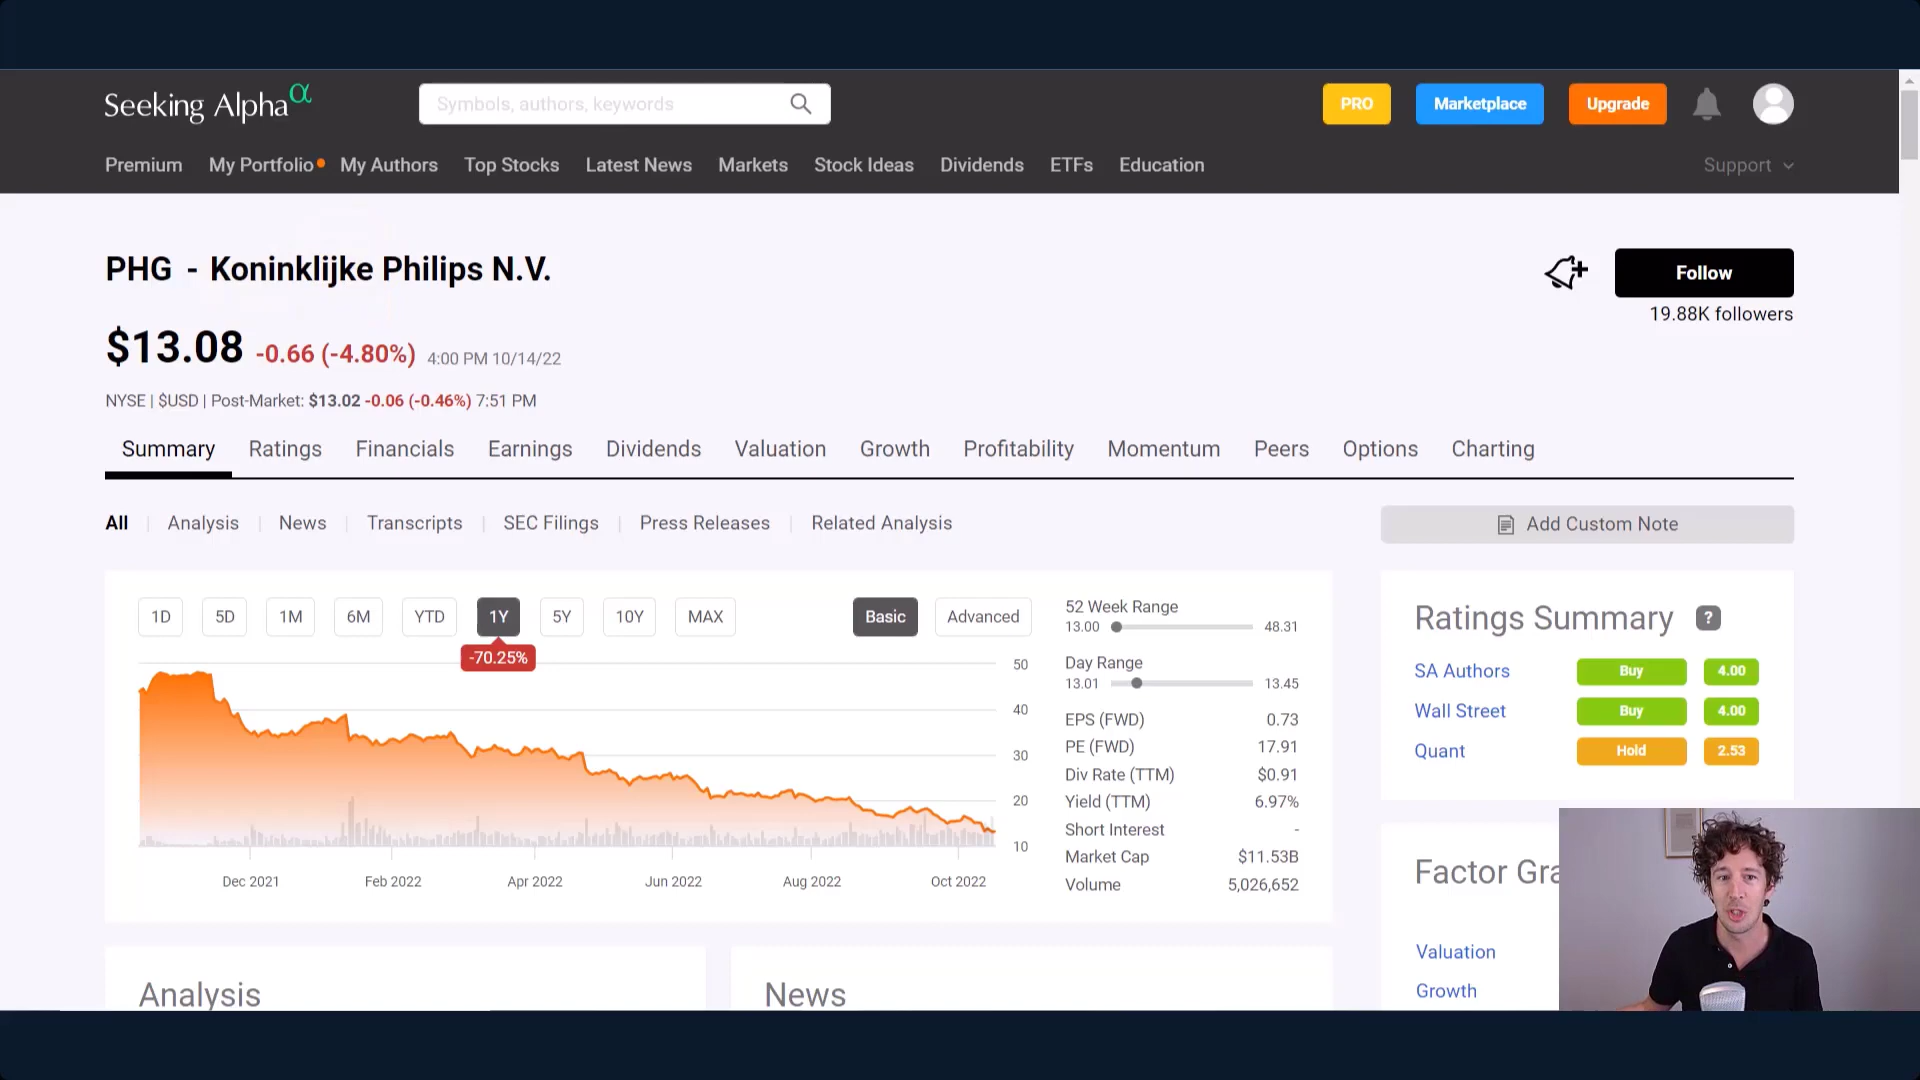 Seeking Alpha α
Symbols, authors, keywords
PRO
Marketplace
Upgrade
Premium My Portfolio My Authors Top Stocks Latest News Markets Stock Ideas Dividends ETFs Education Support
PHG - Koninklijke Philips N.V.
Follow
19.88K followers
$13.08 -0.66 (-4.80%) 4:00 PM 10/14/22
NYSE | $USD | Post-Market: $13.02 -0.06 (-0.46%) 7:51 PM
Summary Ratings Financials Earnings Dividends Valuation Growth Profitability Momentum Peers Options Charting
All | Analysis | News | Transcripts | SEC Filings | Press Releases | Related Analysis
Add Custom Note
1D 5D 1M 6M YTD 1Y 5Y 10Y MAX Basic Advanced
-70.25%
50
40
30
20
10
Dec 2021 Feb 2022 Apr 2022 Jun 2022 Aug 2022 Oct 2022
52 Week Range
13.00 48.31
Day Range
13.01 13.45
EPS (FWD) 0.73
PE (FWD) 17.91
Div Rate (TTM) $0.91
Yield (TTM) 6.97%
Short Interest -
Market Cap $11.53B
Volume 5,026,652
Ratings Summary ?
SA Authors Buy 4.00
Wall Street Buy 4.00
Quant Hold 2.53
Factor Gra
Valuation
Growth
Analysis
News